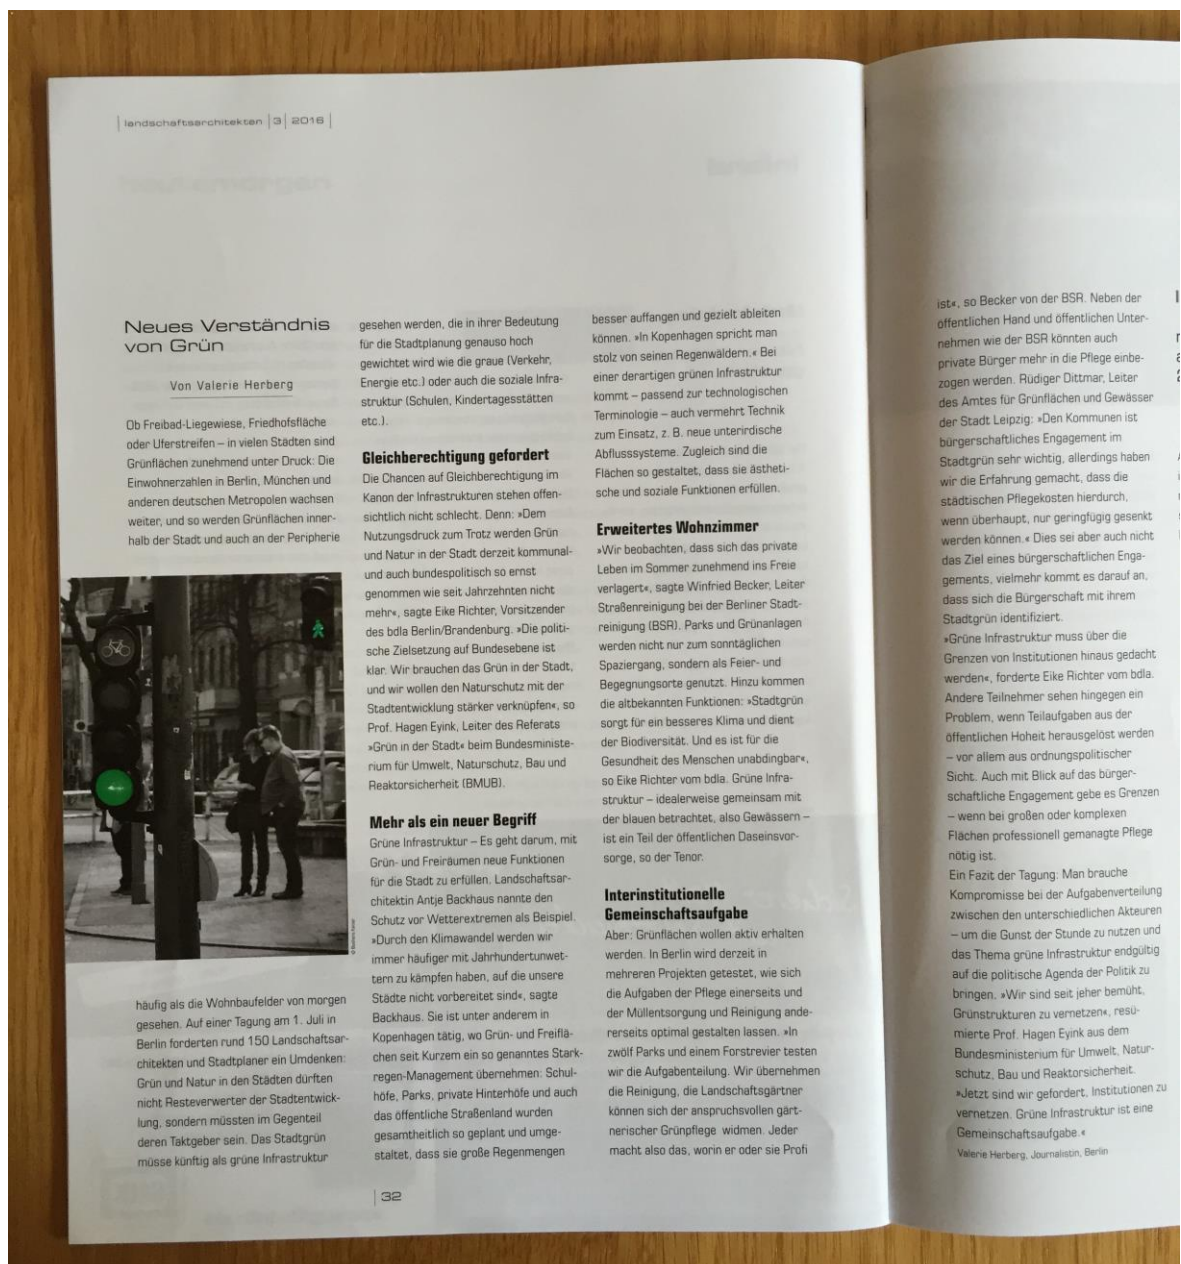 landschaftsarchitekten | 3 | 2016 |
Neues Verständnis
von Grün
Von Valerie Herberg
Ob Freibad-Liegewiese, Friedhofsfläche
oder Uferstreifen – in vielen Städten sind
Grünflächen zunehmend unter Druck: Die
Einwohnerzahlen in Berlin, München und
anderen deutschen Metropolen wachsen
weiter, und so werden Grünflächen inner-
halb der Stadt und auch an der Peripherie
häufig als die Wohnbaufelder von morgen
gesehen. Auf einer Tagung am 1. Juli in
Berlin forderten rund 150 Landschaftsar-
chitekten und Stadtplaner ein Umdenken:
Grün und Natur in den Städten dürften
nicht Resteverwerter der Stadtentwick-
lung, sondern müssten im Gegenteil
deren Taktgeber sein. Das Stadtgrün
müsse künftig als grüne Infrastruktur
gesehen werden, die in ihrer Bedeutung
für die Stadtplanung genauso hoch
gewichtet wird wie die graue (Verkehr,
Energie etc.) oder auch die soziale Infra-
struktur (Schulen, Kindertagesstätten
etc.).
Gleichberechtigung gefordert
Die Chancen auf Gleichberechtigung im
Kanon der Infrastrukturen stehen offen-
sichtlich nicht schlecht. Denn: »Dem
Nutzungsdruck zum Trotz werden Grün
und Natur in der Stadt derzeit kommunal-
und auch bundespolitisch so ernst
genommen wie seit Jahrzehnten nicht
mehr«, sagte Eike Richter, Vorsitzender
des bdla Berlin/Brandenburg. »Die politi-
sche Zielsetzung auf Bundesebene ist
klar: Wir brauchen das Grün in der Stadt,
und wir wollen den Naturschutz mit der
Stadtentwicklung stärker verknüpfen«, so
Prof. Hagen Eyink, Leiter des Referats
»Grün in der Stadt« beim Bundesministe-
rium für Umwelt, Naturschutz, Bau und
Reaktorsicherheit (BMUB).
Mehr als ein neuer Begriff
Grüne Infrastruktur – Es geht darum, mit
Grün- und Freiräumen neue Funktionen
für die Stadt zu erfüllen. Landschaftsar-
chitektin Antje Backhaus nannte den
Schutz vor Wetterextremen als Beispiel.
»Durch den Klimawandel werden wir
immer häufiger mit Jahrhundertunwet-
tern zu kämpfen haben, auf die unsere
Städte nicht vorbereitet sind«, sagte
Backhaus. Sie ist unter anderem in
Kopenhagen tätig, wo Grün- und Freiflä-
chen seit Kurzem ein so genanntes Stark-
regen-Management übernehmen: Schul-
höfe, Parks, private Hinterhöfe und auch
das öffentliche Straßenland wurden
gesamtheitlich so geplant und umge-
staltet, dass sie große Regenmengen
besser auffangen und gezielt ableiten
können. »In Kopenhagen spricht man
stolz von seinen Regenwäldern.« Bei
einer derartigen grünen Infrastruktur
kommt – passend zur technologischen
Terminologie – auch vermehrt Technik
zum Einsatz, z. B. neue unterirdische
Abflusssysteme. Zugleich sind die
Flächen so gestaltet, dass sie ästheti-
sche und soziale Funktionen erfüllen.
Erweitertes Wohnzimmer
»Wir beobachten, dass sich das private
Leben im Sommer zunehmend ins Freie
verlagert«, sagte Winfried Becker, Leiter
Straßenreinigung bei der Berliner Stadt-
reinigung (BSR). Parks und Grünanlagen
werden nicht nur zum sonntäglichen
Spaziergang, sondern als Feier- und
Begegnungsorte genutzt. Hinzu kommen
die altbekannten Funktionen: »Stadtgrün
sorgt für ein besseres Klima und dient
der Biodiversität. Und es ist für die
Gesundheit des Menschen unabdingbar«,
so Eike Richter vom bdla. Grüne Infra-
struktur – idealerweise gemeinsam mit
der blauen betrachtet, also Gewässern –
ist ein Teil der öffentlichen Daseinsvor-
sorge, so der Tenor.
Interinstitutionelle
Gemeinschaftsaufgabe
Aber: Grünflächen wollen aktiv erhalten
werden. In Berlin wird derzeit in
mehreren Projekten getestet, wie sich
die Aufgaben der Pflege einerseits und
der Müllentsorgung und Reinigung ande-
rerseits optimal gestalten lassen. »In
zwölf Parks und einem Forstrevier testen
wir die Aufgabenteilung. Wir übernehmen
die Reinigung, die Landschaftsgärtner
können sich der anspruchsvollen gärt-
nerischer Grünpflege widmen. Jeder
macht also das, worin er oder sie Profi
| 32
ist«, so Becker von der BSR. Neben der
öffentlichen Hand und öffentlichen Unter-
nehmen wie der BSR könnten auch
private Bürger mehr in die Pflege einbe-
zogen werden. Rüdiger Dittmar, Leiter
des Amtes für Grünflächen und Gewässer
der Stadt Leipzig: »Den Kommunen ist
bürgerschaftliches Engagement im
Stadtgrün sehr wichtig, allerdings haben
wir die Erfahrung gemacht, dass die
städtischen Pflegekosten hierdurch,
wenn überhaupt, nur geringfügig gesenkt
werden können.« Dies sei aber auch nicht
das Ziel eines bürgerschaftlichen Enga-
gements, vielmehr kommt es darauf an,
dass sich die Bürgerschaft mit ihrem
Stadtgrün identifiziert.
»Grüne Infrastruktur muss über die
Grenzen von Institutionen hinaus gedacht
werden«, forderte Eike Richter vom bdla.
Andere Teilnehmer sehen hingegen ein
Problem, wenn Teilaufgaben aus der
öffentlichen Hoheit herausgelöst werden
– vor allem aus ordnungspolitischer
Sicht. Auch mit Blick auf das bürger-
schaftliche Engagement gebe es Grenzen
– wenn bei großen oder komplexen
Flächen professionell gemanagte Pflege
nötig ist.
Ein Fazit der Tagung: Man brauche
Kompromisse bei der Aufgabenverteilung
zwischen den unterschiedlichen Akteuren
– um die Gunst der Stunde zu nutzen und
das Thema grüne Infrastruktur endgültig
auf die politische Agenda der Politik zu
bringen. »Wir sind seit jeher bemüht,
Grünstrukturen zu vernetzen«, resü-
mierte Prof. Hagen Eyink aus dem
Bundesministerium für Umwelt, Natur-
schutz, Bau und Reaktorsicherheit.
»Jetzt sind wir gefordert, Institutionen zu
vernetzen. Grüne Infrastruktur ist eine
Gemeinschaftsaufgabe.«
Valerie Herberg, Journalistin, Berlin